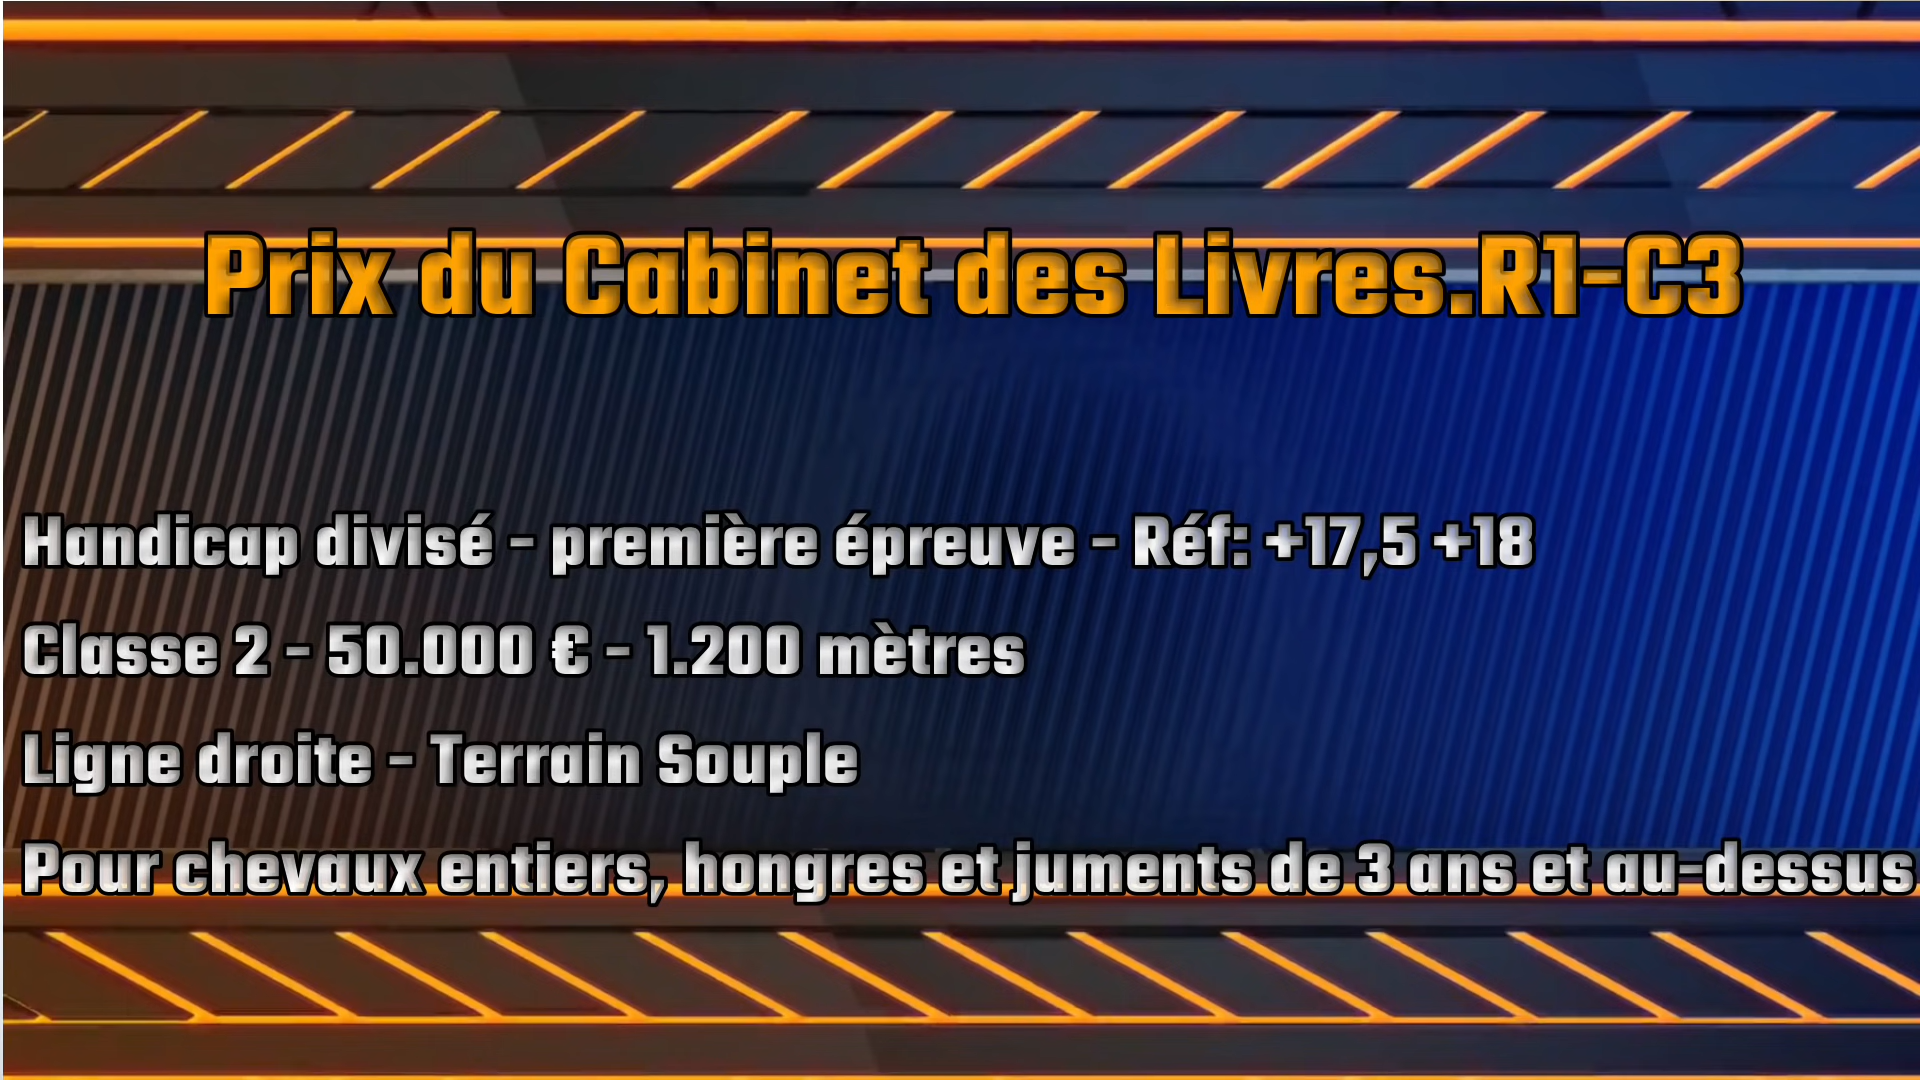 Prix du Cabinet des Livres.R1-C3
Handicap divisé - première épreuve - Réf: +17,5 +18
Classe 2 - 50.000 € - 1.200 mètres
Ligne droite - Terrain Souple
Pour chevaux entiers, hongres et juments de 3 ans et au-dessus